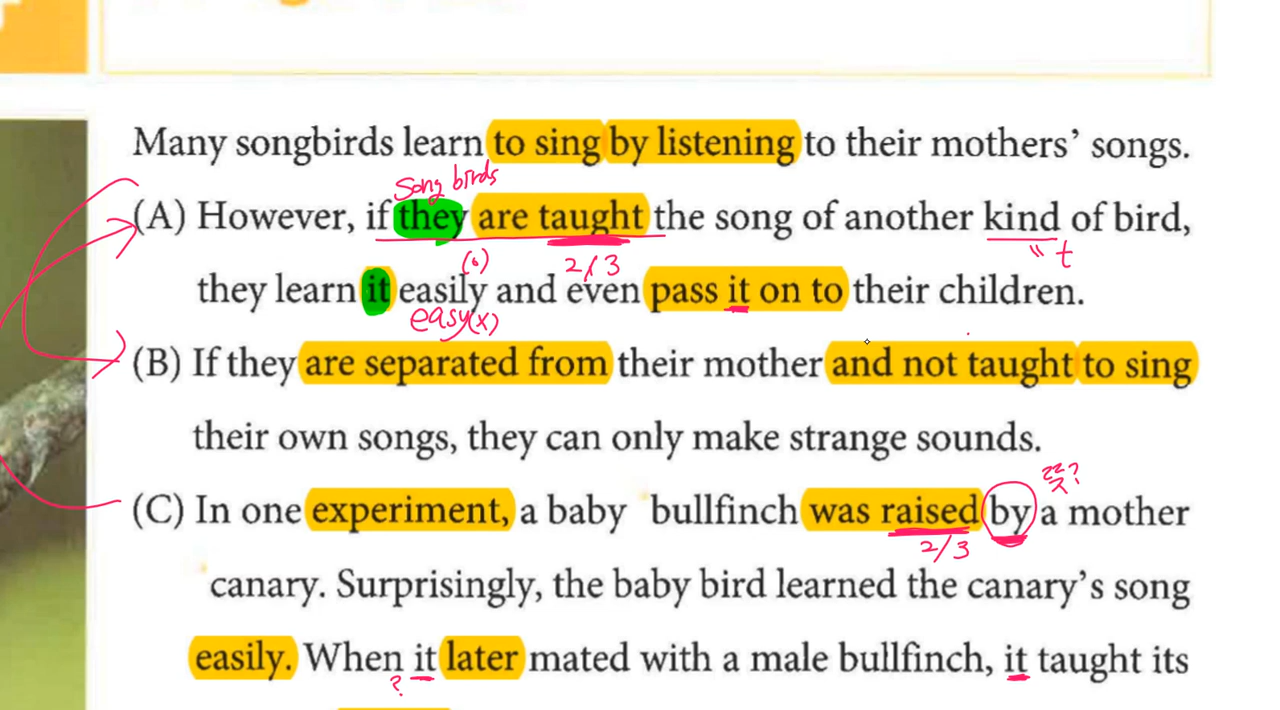 Many songbirds learn to sing by listening to their mothers' songs.
Song birds
(A) However, if they are taught the song of another kind of bird,
(o) 2/3 " t
they learn it easily and even pass it on to their children.
easy(x)
(B) If they are separated from their mother and not taught to sing
their own songs, they can only make strange sounds.
(C) In one experiment, a baby bullfinch was raised by a mother
2/3
canary. Surprisingly, the baby bird learned the canary's song
easily. When it later mated with a male bullfinch, it taught its
?